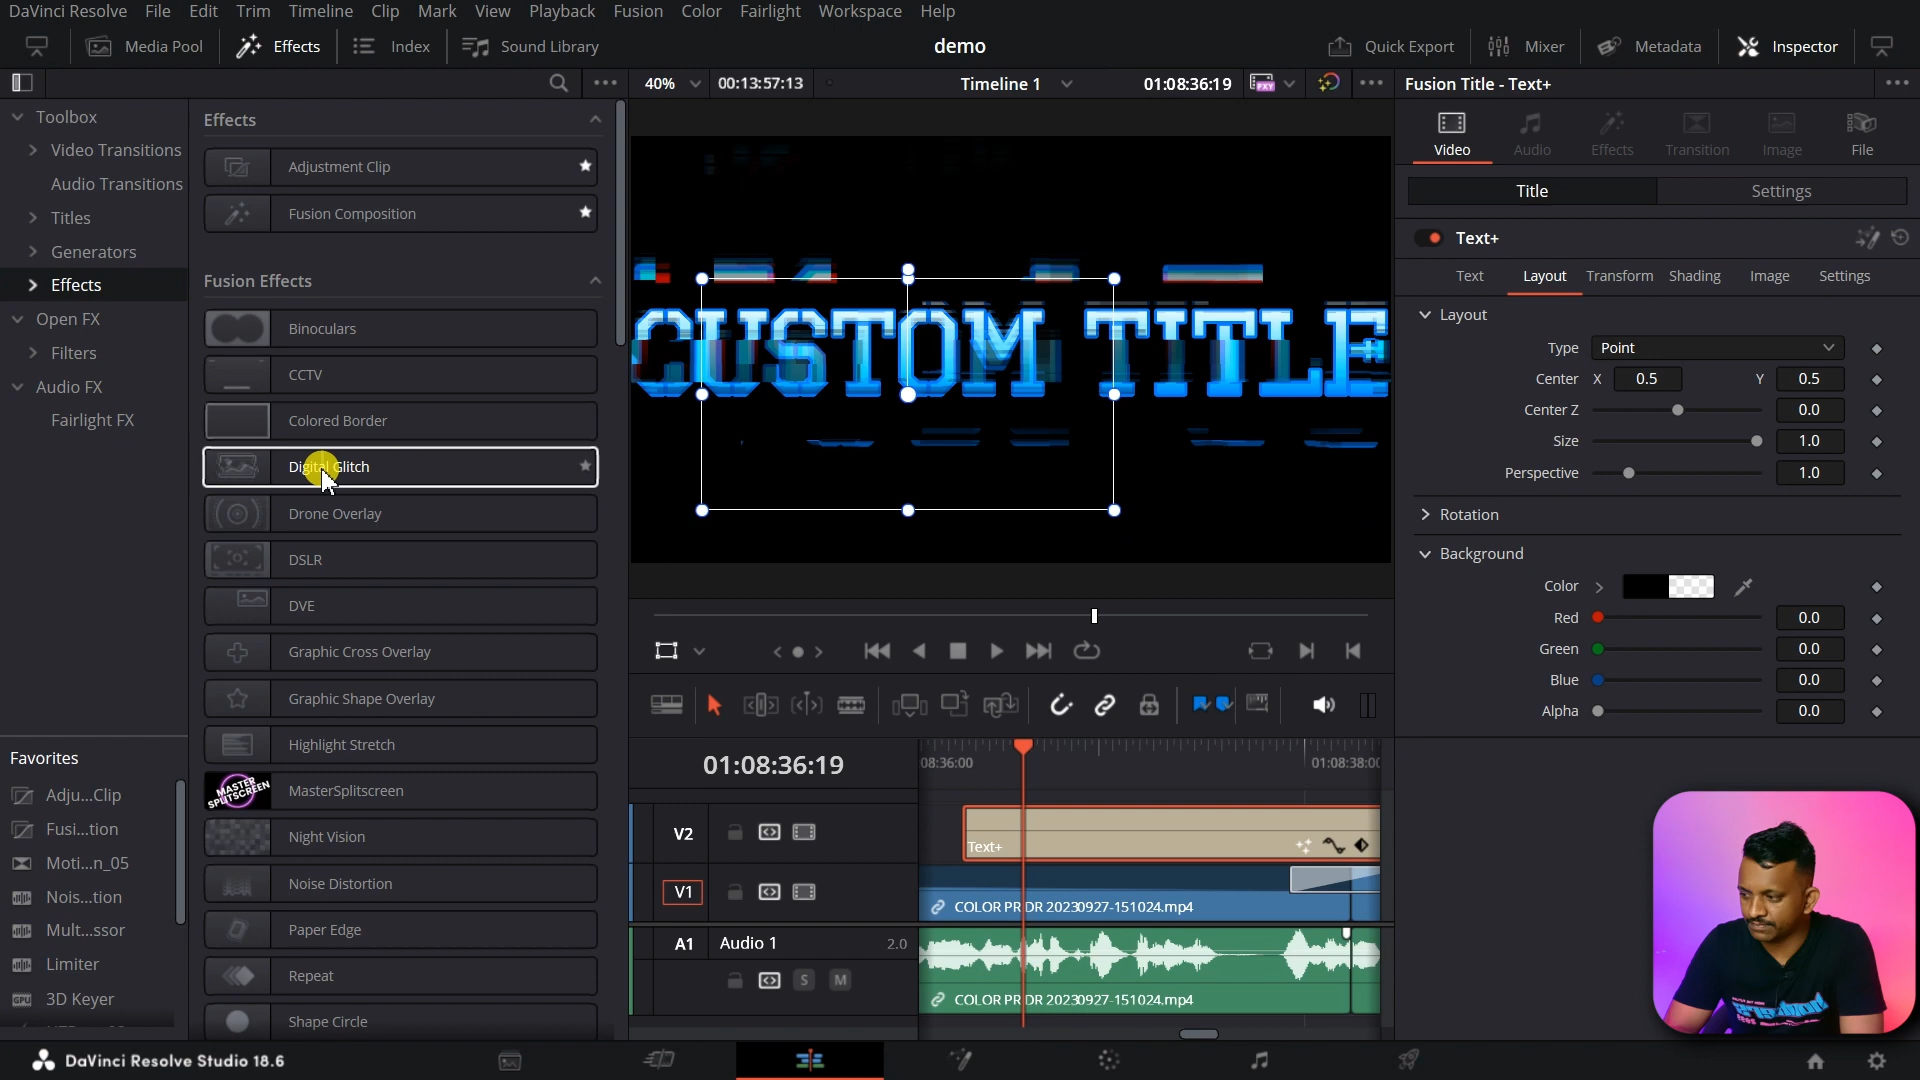 DaVinci Resolve File Edit Trim Timeline Clip Mark View Playback Fusion Color Fairlight Workspace Help
Media Pool Effects Index Sound Library demo Quick Export Mixer Metadata Inspector
40% 00:13:57:13 Timeline 1 01:08:36:19 PXY Fusion Title - Text+
Toolbox
Video Transitions
Audio Transitions
Titles
Generators
Effects
Open FX
Filters
Audio FX
Fairlight FX
Favorites
Adju...Clip
Fusi...tion
Moti...n_05
Nois...tion
Mult...ssor
Limiter
GPU 3D Keyer
Effects
Adjustment Clip
Fusion Composition
Fusion Effects
Binoculars
CCTV
Colored Border
Digital Glitch
Drone Overlay
DSLR
DVE
Graphic Cross Overlay
Graphic Shape Overlay
Highlight Stretch
MASTER SPLITSCREEN MasterSplitscreen
Night Vision
Noise Distortion
Paper Edge
Repeat
Shape Circle
CUSTOM TITLE
01:08:36:19 08:36:00 01:08:38:00
V2 Text+
V1 COLOR PR DR 20230927-151024.mp4
A1 Audio 1 2.0
S M
COLOR PR DR 20230927-151024.mp4
Video Audio Effects Transition Image File
Title Settings
Text+
Text Layout Transform Shading Image Settings
Layout
Type Point
Center X 0.5 Y 0.5
Center Z 0.0
Size 1.0
Perspective 1.0
Rotation
Background
Color
Red 0.0
Green 0.0
Blue 0.0
Alpha 0.0
DaVinci Resolve Studio 18.6